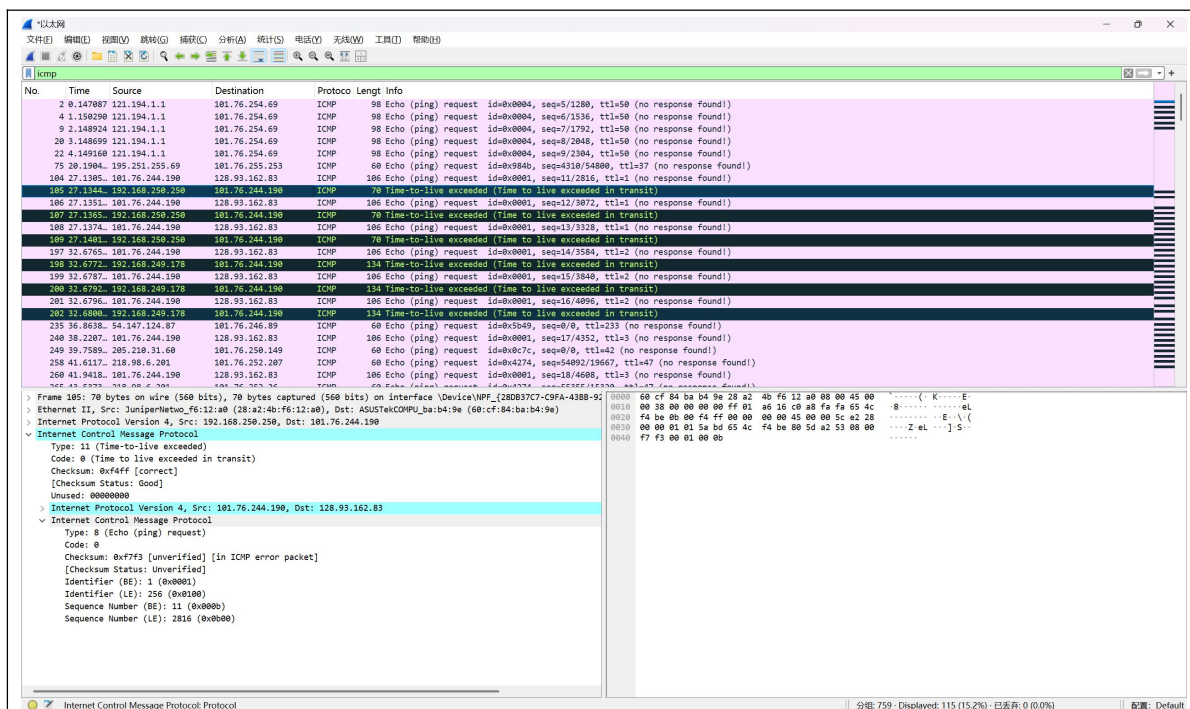 *以太网
文件(F) 编辑(E) 视图(V) 跳转(G) 捕获(C) 分析(A) 统计(S) 电话(Y) 无线(W) 工具(T) 帮助(H)
icmp
No. Time Source Destination Protoco Lengt Info
2 0.147087 121.194.1.1 101.76.254.69 ICMP 98 Echo (ping) request id=0x0004, seq=5/1280, ttl=50 (no response found!)
4 1.150290 121.194.1.1 101.76.254.69 ICMP 98 Echo (ping) request id=0x0004, seq=6/1536, ttl=50 (no response found!)
9 2.148924 121.194.1.1 101.76.254.69 ICMP 98 Echo (ping) request id=0x0004, seq=7/1792, ttl=50 (no response found!)
20 3.148699 121.194.1.1 101.76.254.69 ICMP 98 Echo (ping) request id=0x0004, seq=8/2048, ttl=50 (no response found!)
22 4.149160 121.194.1.1 101.76.254.69 ICMP 98 Echo (ping) request id=0x0004, seq=9/2304, ttl=50 (no response found!)
75 20.1904… 195.251.255.69 101.76.255.253 ICMP 60 Echo (ping) request id=0x984b, seq=4310/54800, ttl=37 (no response found!)
104 27.1305… 101.76.244.190 128.93.162.83 ICMP 106 Echo (ping) request id=0x0001, seq=11/2816, ttl=1 (no response found!)
105 27.1344… 192.168.250.250 101.76.244.190 ICMP 70 Time-to-live exceeded (Time to live exceeded in transit)
106 27.1351… 101.76.244.190 128.93.162.83 ICMP 106 Echo (ping) request id=0x0001, seq=12/3072, ttl=1 (no response found!)
107 27.1365… 192.168.250.250 101.76.244.190 ICMP 70 Time-to-live exceeded (Time to live exceeded in transit)
108 27.1374… 101.76.244.190 128.93.162.83 ICMP 106 Echo (ping) request id=0x0001, seq=13/3328, ttl=1 (no response found!)
109 27.1401… 192.168.250.250 101.76.244.190 ICMP 70 Time-to-live exceeded (Time to live exceeded in transit)
197 32.6765… 101.76.244.190 128.93.162.83 ICMP 106 Echo (ping) request id=0x0001, seq=14/3584, ttl=2 (no response found!)
198 32.6772… 192.168.249.178 101.76.244.190 ICMP 134 Time-to-live exceeded (Time to live exceeded in transit)
199 32.6787… 101.76.244.190 128.93.162.83 ICMP 106 Echo (ping) request id=0x0001, seq=15/3840, ttl=2 (no response found!)
200 32.6792… 192.168.249.178 101.76.244.190 ICMP 134 Time-to-live exceeded (Time to live exceeded in transit)
201 32.6796… 101.76.244.190 128.93.162.83 ICMP 106 Echo (ping) request id=0x0001, seq=16/4096, ttl=2 (no response found!)
202 32.6800… 192.168.249.178 101.76.244.190 ICMP 134 Time-to-live exceeded (Time to live exceeded in transit)
235 36.8638… 54.147.124.87 101.76.246.89 ICMP 60 Echo (ping) request id=0x5b49, seq=0/0, ttl=233 (no response found!)
240 38.2207… 101.76.244.190 128.93.162.83 ICMP 106 Echo (ping) request id=0x0001, seq=17/4352, ttl=3 (no response found!)
249 39.7589… 205.210.31.60 101.76.250.149 ICMP 60 Echo (ping) request id=0x0c7c, seq=0/0, ttl=42 (no response found!)
258 41.6117… 218.98.6.201 101.76.252.207 ICMP 60 Echo (ping) request id=0x4274, seq=54092/19667, ttl=47 (no response found!)
260 41.9418… 101.76.244.190 128.93.162.83 ICMP 106 Echo (ping) request id=0x0001, seq=18/4608, ttl=3 (no response found!)
Frame 105: 70 bytes on wire (560 bits), 70 bytes captured (560 bits) on interface \Device\NPF_{28DB37C7-C9FA-43BB-92
Ethernet II, Src: JuniperNetwo_f6:12:a0 (28:a2:4b:f6:12:a0), Dst: ASUSTekCOMPU_ba:b4:9e (60:cf:84:ba:b4:9e)
Internet Protocol Version 4, Src: 192.168.250.250, Dst: 101.76.244.190
Internet Control Message Protocol
Type: 11 (Time-to-live exceeded)
Code: 0 (Time to live exceeded in transit)
Checksum: 0xf4ff [correct]
[Checksum Status: Good]
Unused: 00000000
Internet Protocol Version 4, Src: 101.76.244.190, Dst: 128.93.162.83
Internet Control Message Protocol
Type: 8 (Echo (ping) request)
Code: 0
Checksum: 0xf7f3 [unverified] [in ICMP error packet]
[Checksum Status: Unverified]
Identifier (BE): 1 (0x0001)
Identifier (LE): 256 (0x0100)
Sequence Number (BE): 11 (0x000b)
Sequence Number (LE): 2816 (0x0b00)
0000 60 cf 84 ba b4 9e 28 a2 4b f6 12 a0 08 00 45 00 `·····(· K·····E·
0010 00 38 00 00 00 00 ff 01 a6 16 c0 a8 fa fa 65 4c ·8······ ······eL
0020 f4 be 0b 00 f4 ff 00 00 00 00 45 00 00 5c e2 28 ········ ··E··\·(
0030 00 00 01 01 5a bd 65 4c f4 be 80 5d a2 53 08 00 ····Z·eL ···]·S··
0040 f7 f3 00 01 00 0b ······
Internet Control Message Protocol: Protocol 分组: 759 · Displayed: 115 (15.2%) · 已丢弃: 0 (0.0%) 配置: Default